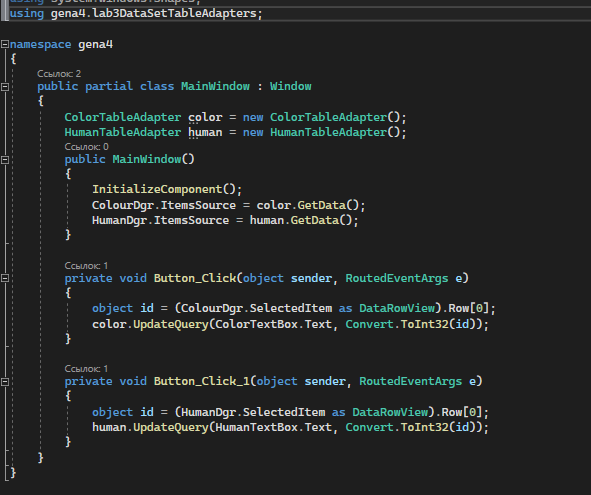 using System.Windows.Shapes;
using gena4.lab3DataSetTableAdapters;
namespace gena4
{
Ссылок: 2
public partial class MainWindow : Window
{
ColorTableAdapter color = new ColorTableAdapter();
HumanTableAdapter human = new HumanTableAdapter();
Ссылок: 0
public MainWindow()
{
InitializeComponent();
ColourDgr.ItemsSource = color.GetData();
HumanDgr.ItemsSource = human.GetData();
}
Ссылок: 1
private void Button_Click(object sender, RoutedEventArgs e)
{
object id = (ColourDgr.SelectedItem as DataRowView).Row[0];
color.UpdateQuery(ColorTextBox.Text, Convert.ToInt32(id));
}
Ссылок: 1
private void Button_Click_1(object sender, RoutedEventArgs e)
{
object id = (HumanDgr.SelectedItem as DataRowView).Row[0];
human.UpdateQuery(HumanTextBox.Text, Convert.ToInt32(id));
}
}
}